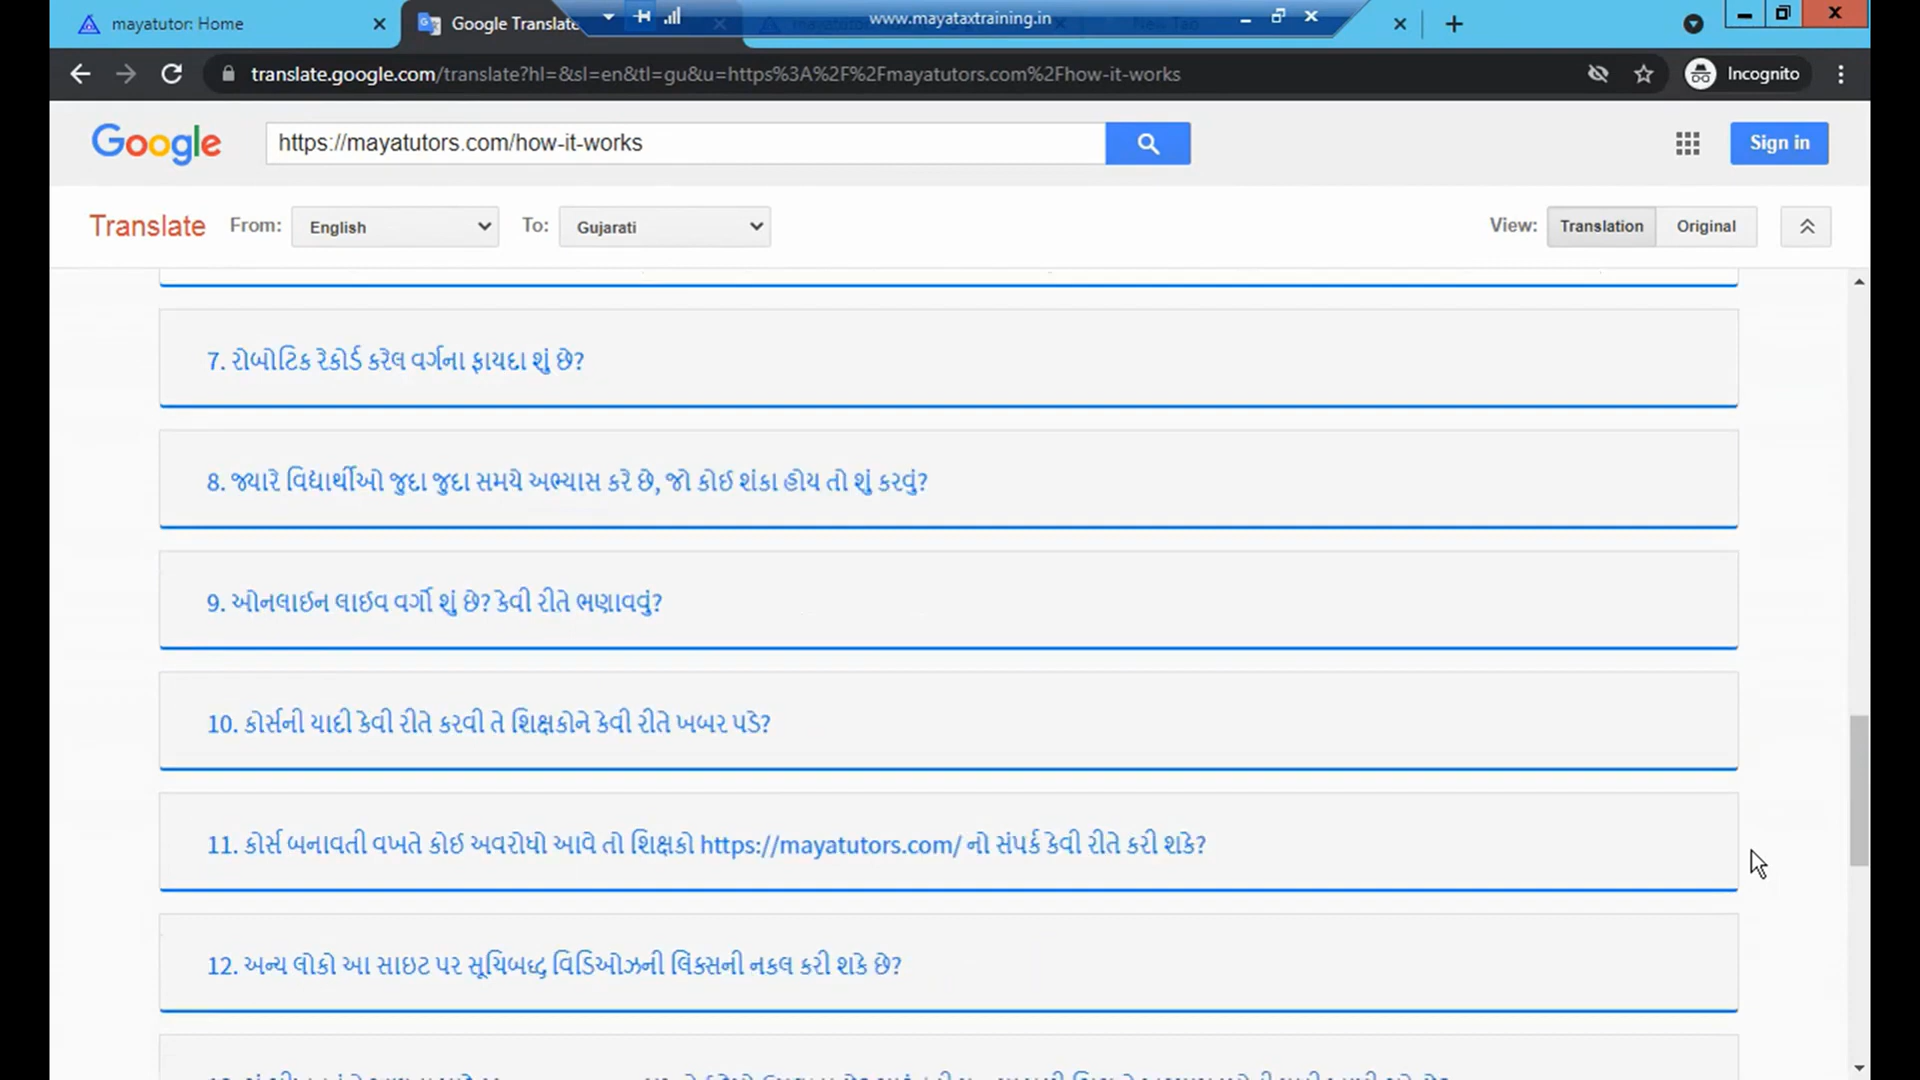 mayatutor: Home
Google Translate
www.mayataxtraining.in
translate.google.com/translate?hl=&sl=en&tl=gu&u=https%3A%2F%2Fmayatutors.com%2Fhow-it-works
Incognito
Google
https://mayatutors.com/how-it-works
Sign in
Translate From: English To: Gujarati View: Translation Original
7. રોબોટિક રેકોર્ડ કરેલ વર્ગના ફાયદા શું છે?
8. જ્યારે વિદ્યાર્થીઓ જુદા જુદા સમયે અભ્યાસ કરે છે, જો કોઈ શંકા હોય તો શું કરવું?
9. ઓનલાઈન લાઈવ વર્ગો શું છે? કેવી રીતે ભણાવવું?
10. કોર્સની યાદી કેવી રીતે કરવી તે શિક્ષકોને કેવી રીતે ખબર પડે?
11. કોર્સ બનાવતી વખતે કોઈ અવરોધો આવે તો શિક્ષકો https://mayatutors.com/ નો સંપર્ક કેવી રીતે કરી શકે?
12. અન્ય લોકો આ સાઇટ પર સૂચિબદ્ધ વિડિઓઝની લિંક્સની નકલ કરી શકે છે?